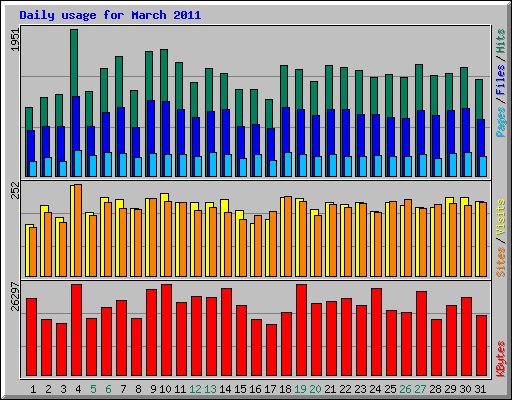 Daily usage for March 2011
1951
Pages / Files / Hits
252
Sites / Visits
26297
KBytes
1 2 3 4 5 6 7 8 9 10 11 12 13 14 15 16 17 18 19 20 21 22 23 24 25 26 27 28 29 30 31